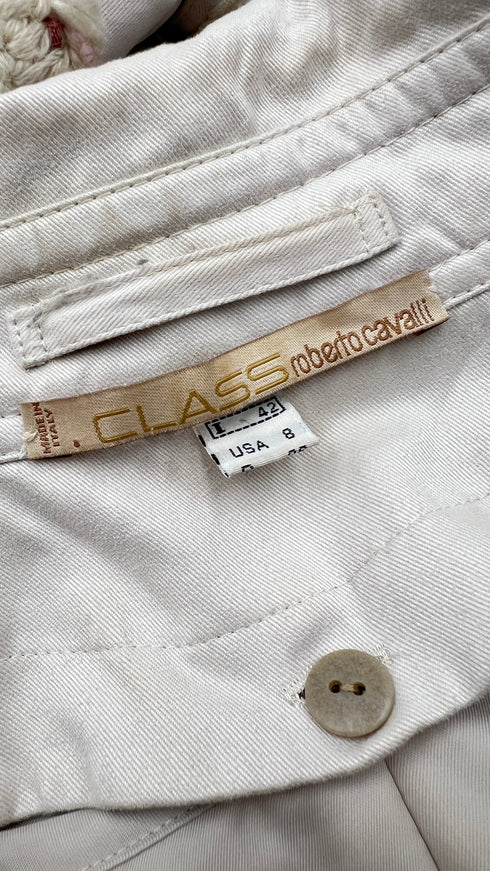 CLASS roberto cavalli
MADE IN
ITALY
I 42
USA 8